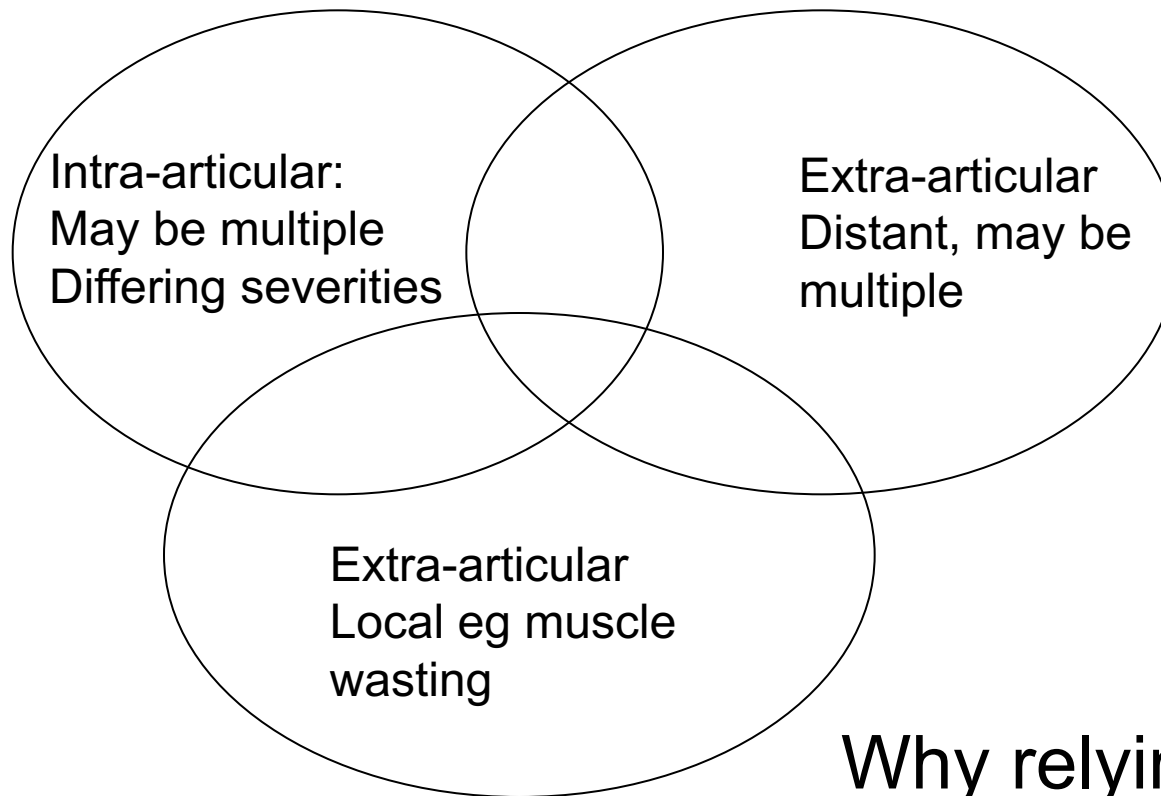 Intra-articular:
May be multiple
Differing severities
Extra-articular
Distant, may be
multiple
Extra-articular
Local eg muscle
wasting
Why